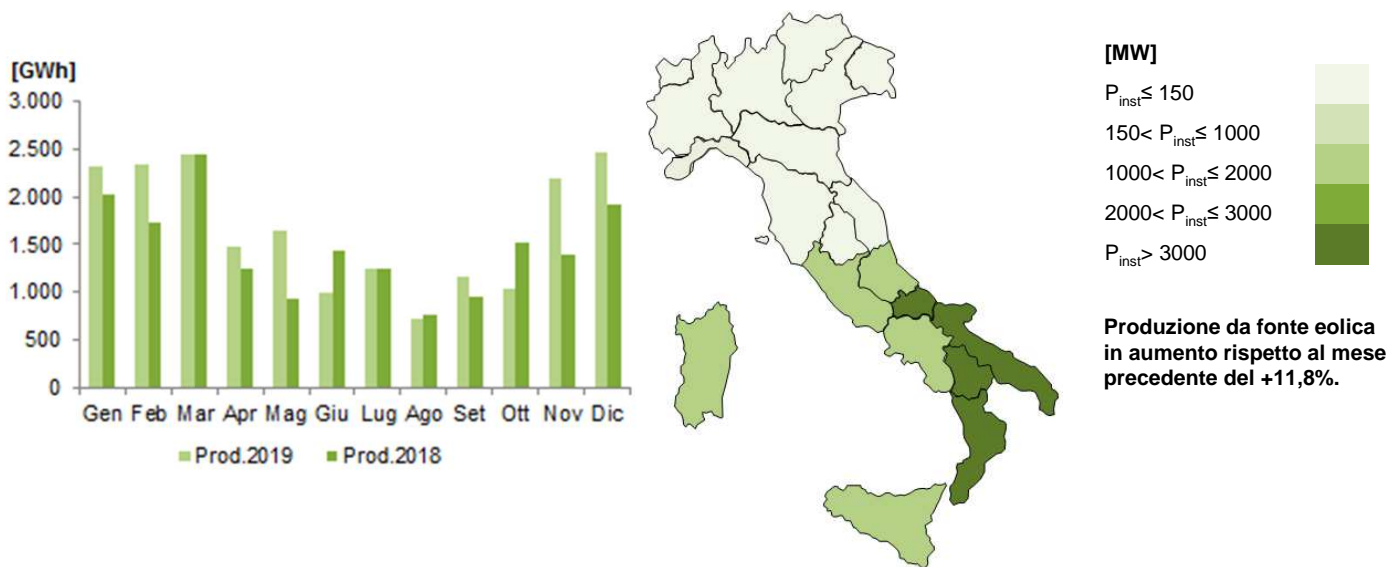 [GWh]
3.000
2.500
2.000
1.500
1.000
500
0
Gen Feb Mar Apr Mag Giu Lug Ago Set Ott Nov Dic
Prod.2019 Prod.2018
[MW]
Pinst≤ 150
150< Pinst≤ 1000
1000< Pinst≤ 2000
2000< Pinst≤ 3000
Pinst> 3000
Produzione da fonte eolica
in aumento rispetto al mese
precedente del +11,8%.